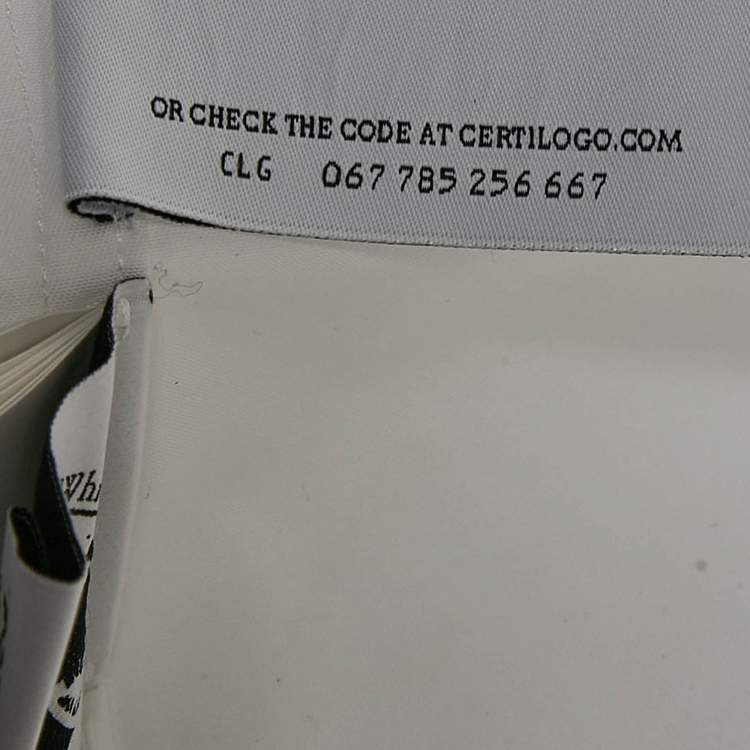 OR CHECK THE CODE AT CERTILOGO.COM
CLG 067 785 256 667